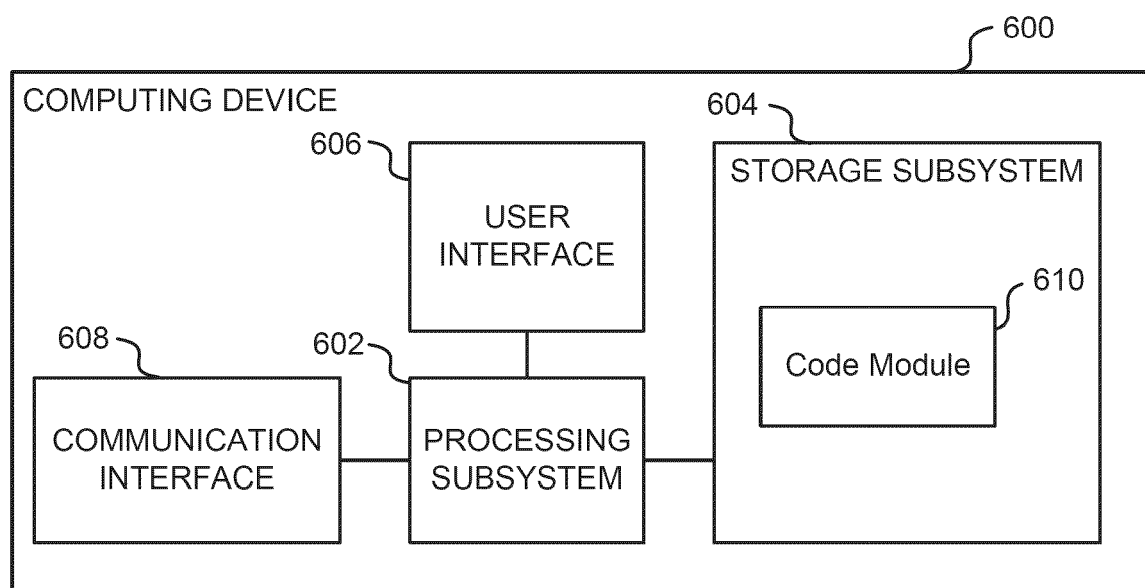 600
COMPUTING DEVICE
604
606
STORAGE SUBSYSTEM
USER
INTERFACE
610
608
602
Code Module
COMMUNICATION
INTERFACE
PROCESSING
SUBSYSTEM